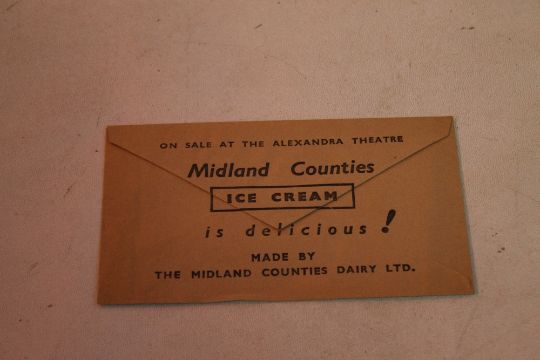 ON SALE AT THE ALEXANDRA THEATRE
Midland Counties
ICE CREAM
is delicious!
MADE BY
THE MIDLAND COUNTIES DAIRY LTD.